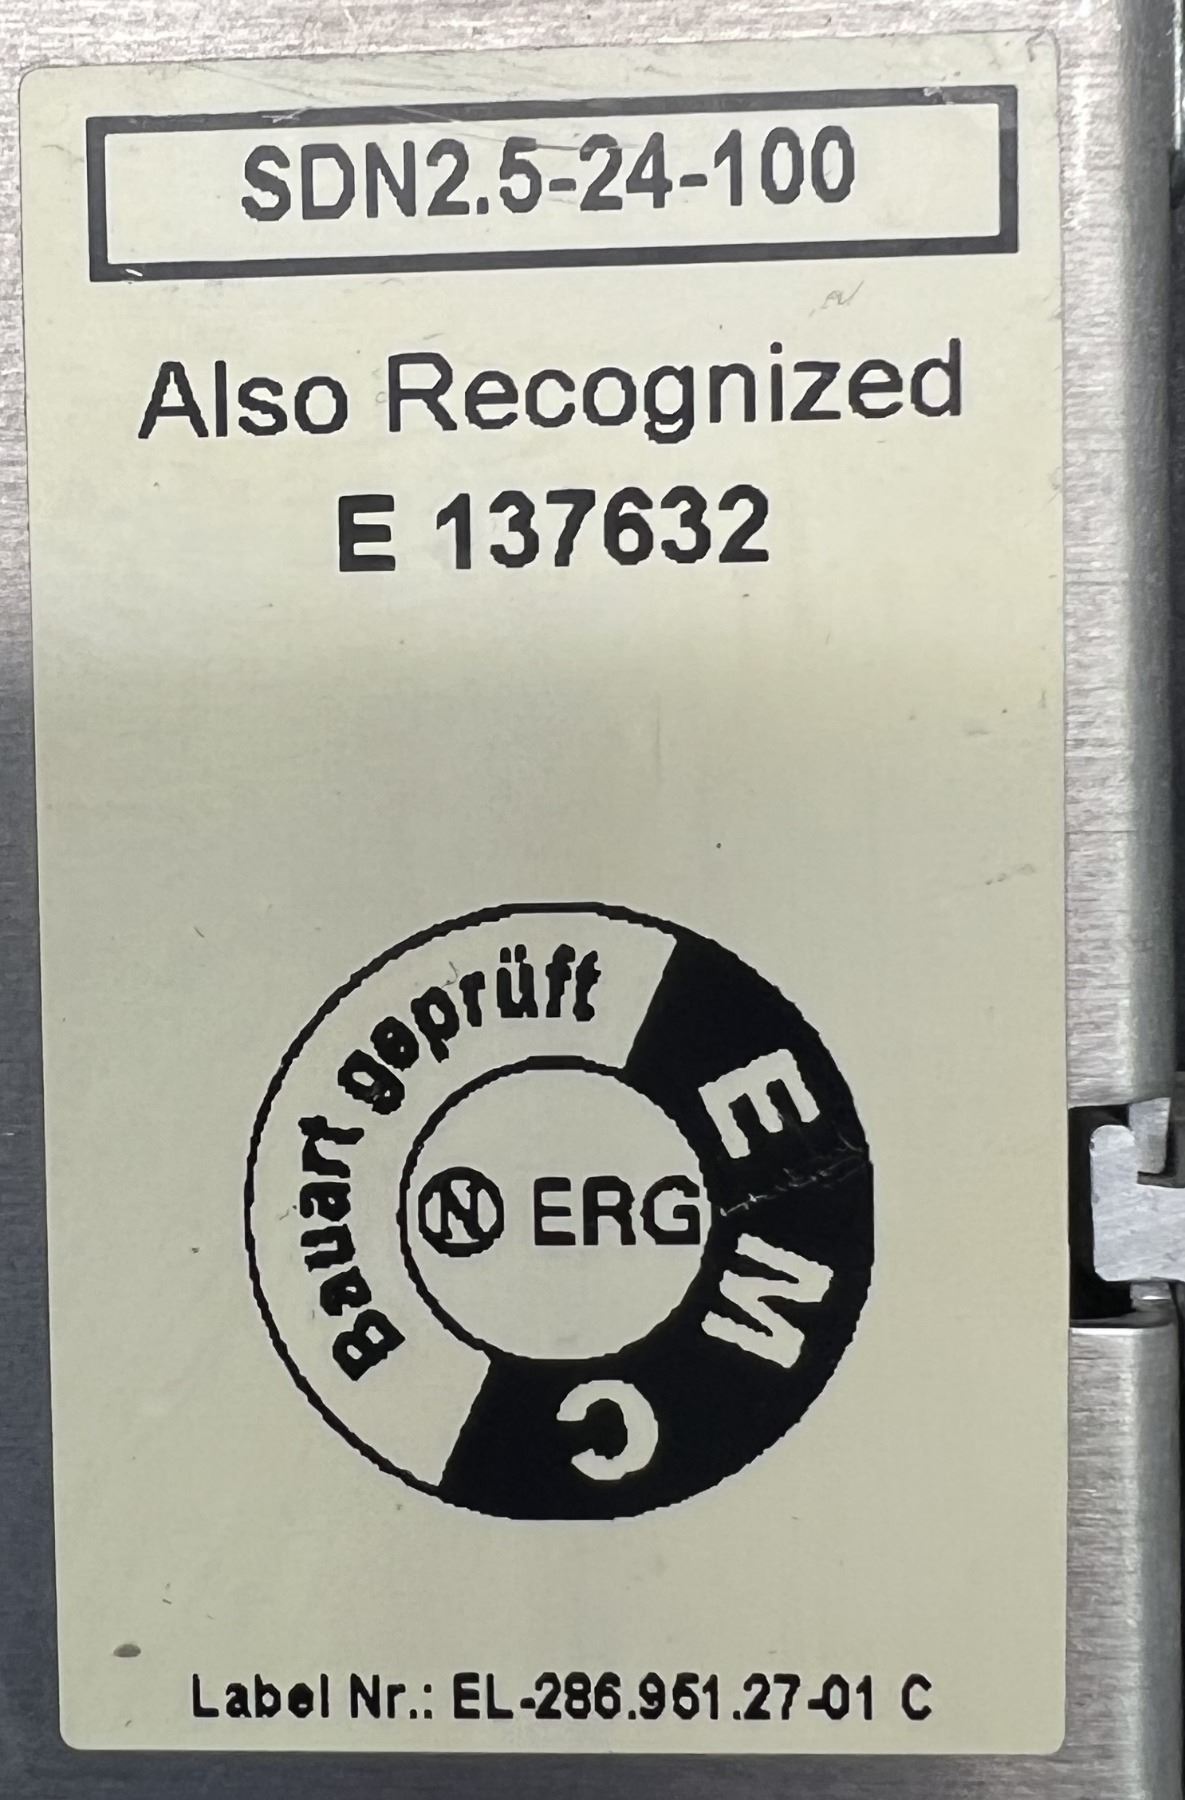 SDN2.5-24-100
Also Recognized
E 137632
Bauart geprüft
N ERG
EMC
Label Nr.: EL-286.951.27-01 C